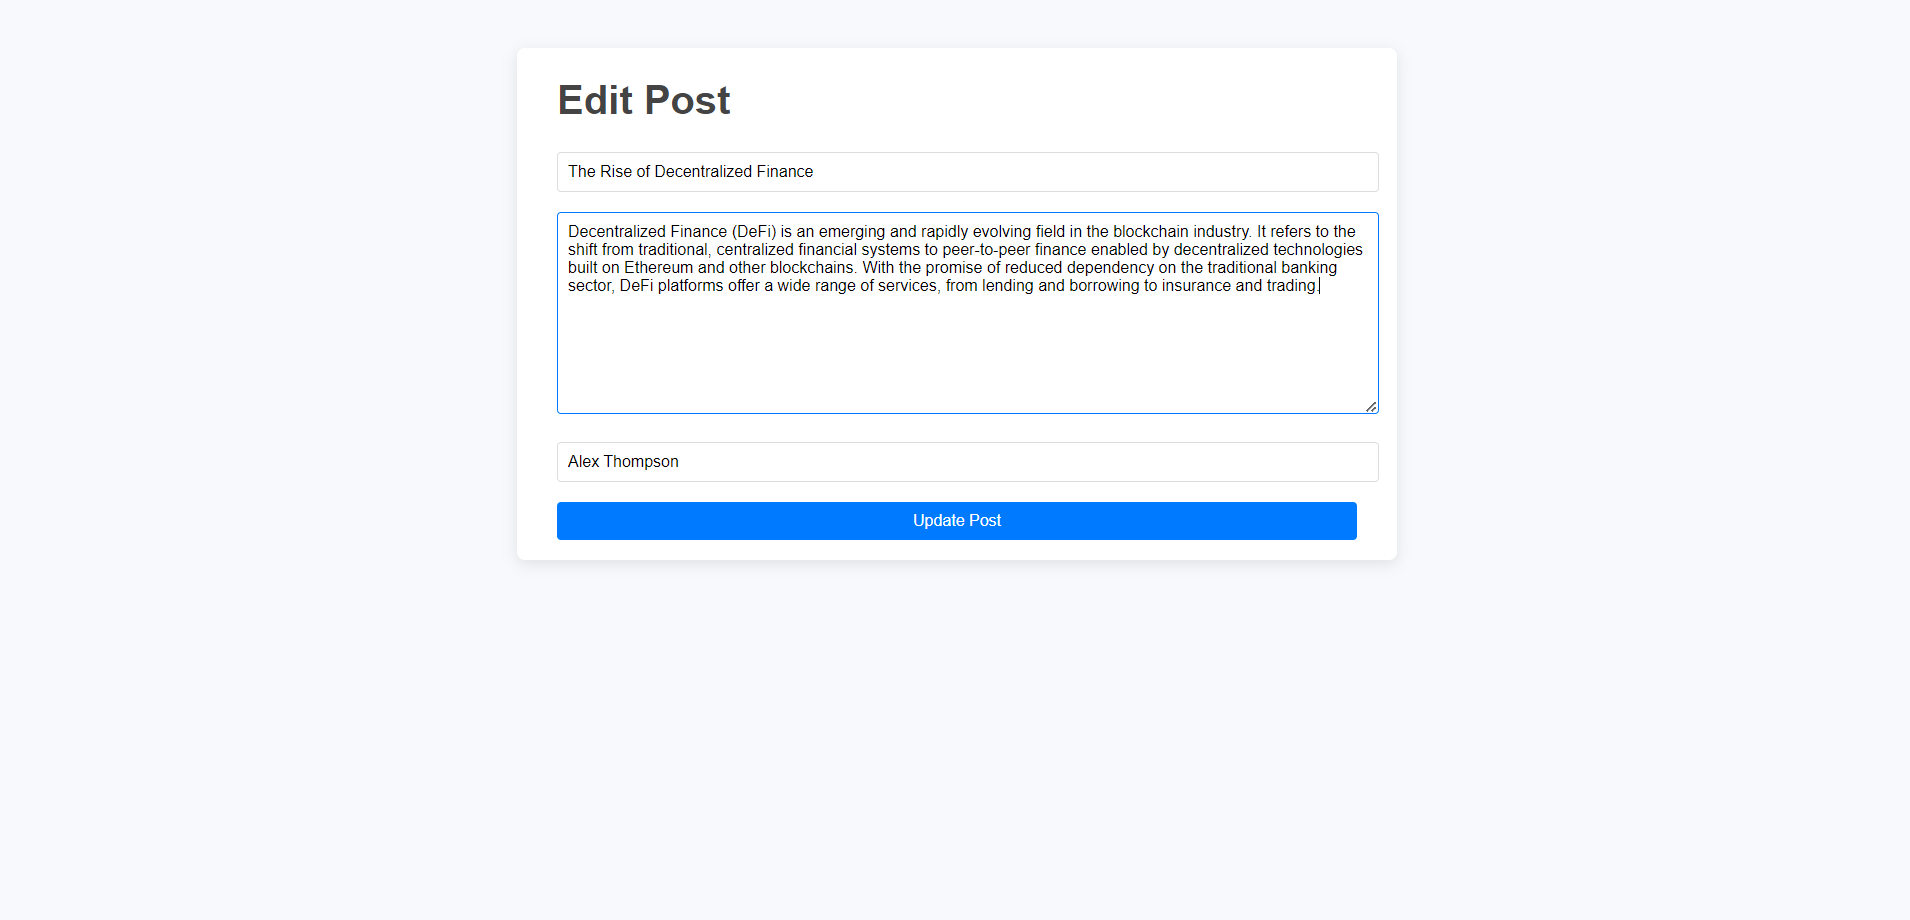 Edit Post
The Rise of Decentralized Finance
Decentralized Finance (DeFi) is an emerging and rapidly evolving field in the blockchain industry. It refers to the
shift from traditional, centralized financial systems to peer-to-peer finance enabled by decentralized technologies
built on Ethereum and other blockchains. With the promise of reduced dependency on the traditional banking
sector, DeFi platforms offer a wide range of services, from lending and borrowing to insurance and trading.
Alex Thompson
Update Post